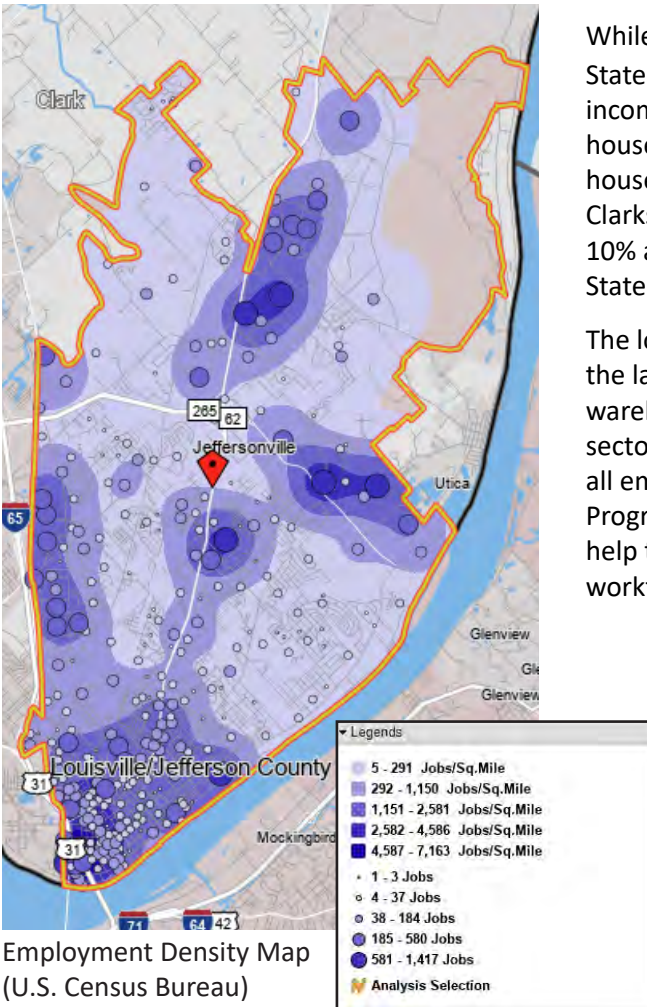 Clark
265
62
Jeffersonville
Utica
65
Glenview
Glenview
Louisville/Jefferson County
31
Mockingbird
31
71
64
42
Legends
5 - 291 Jobs/Sq.Mile
292 - 1,150 Jobs/Sq.Mile
1,151 - 2,581 Jobs/Sq.Mile
2,582 - 4,586 Jobs/Sq.Mile
4,587 - 7,163 Jobs/Sq.Mile
1 - 3 Jobs
4 - 37 Jobs
38 - 184 Jobs
185 - 580 Jobs
581 - 1,417 Jobs
Analysis Selection
Employment Density Map
(U.S. Census Bureau)
While
State
incom
house
house
Clarks
10% a
State
The lo
the la
wareh
secto
all en
Progr
help t
workf